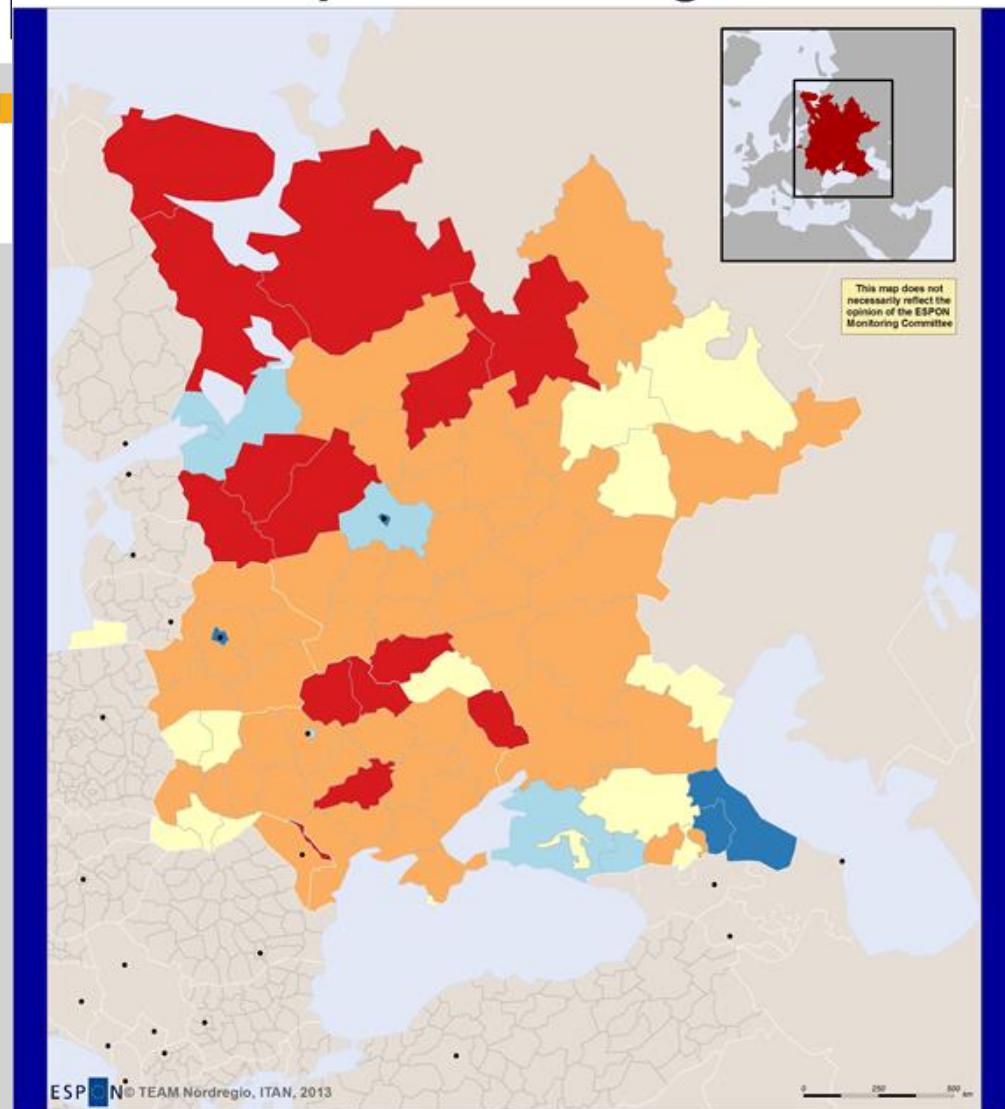 This map does not
necessarily reflect the
opinion of the ESPON
Monitoring Committee
ESPON © TEAM Nordregio, ITAN, 2013
0 250 500
km